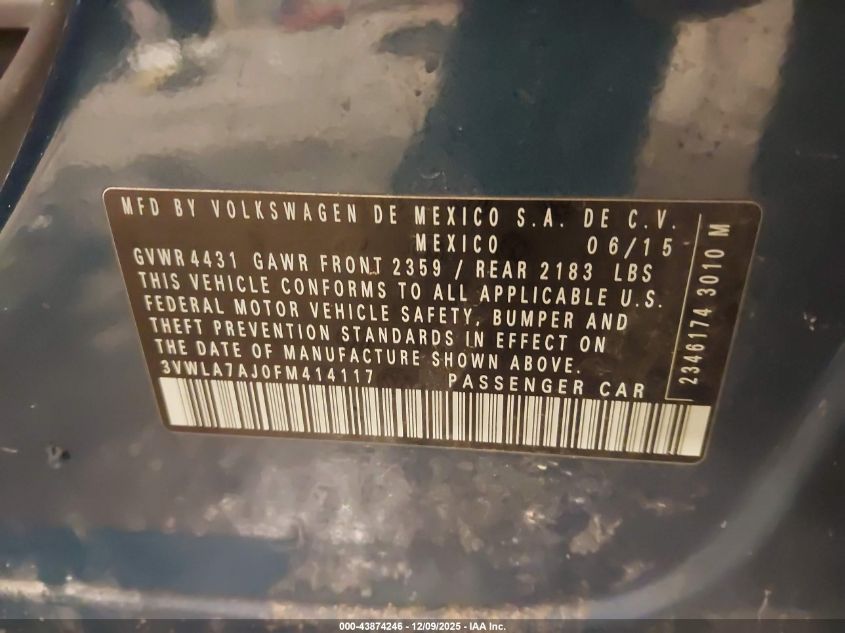 MFD BY VOLKSWAGEN DE MEXICO S.A. DE C.V.
MEXICO 06/15
GVWR 4431 GAWR FRONT 2359 / REAR 2183 LBS
THIS VEHICLE CONFORMS TO ALL APPLICABLE U.S.
FEDERAL MOTOR VEHICLE SAFETY, BUMPER AND
THEFT PREVENTION STANDARDS IN EFFECT ON
THE DATE OF MANUFACTURE SHOWN ABOVE.
3VWLA7AJ0FM414117 PASSENGER CAR
2346174 3010 M
000-43874246 - 12/09/2025 - IAA Inc.